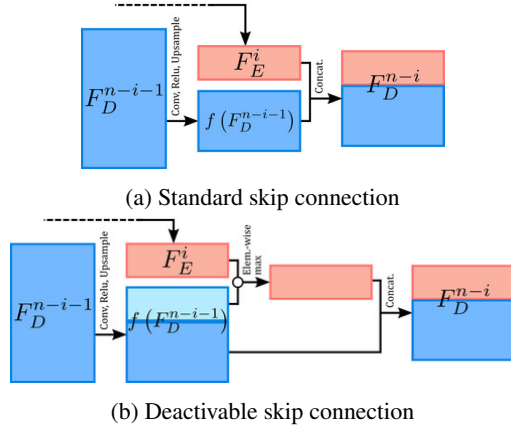 F_D^{n-i-1}
Conv, Relu, Upsample
F_E^i
f (F_D^{n-i-1})
Concat.
F_D^{n-i}
(a) Standard skip connection
F_D^{n-i-1}
Conv, Relu, Upsample
F_E^i
f (F_D^{n-i-1})
Elem.-wise
max
Concat.
F_D^{n-i}
(b) Deactivable skip connection